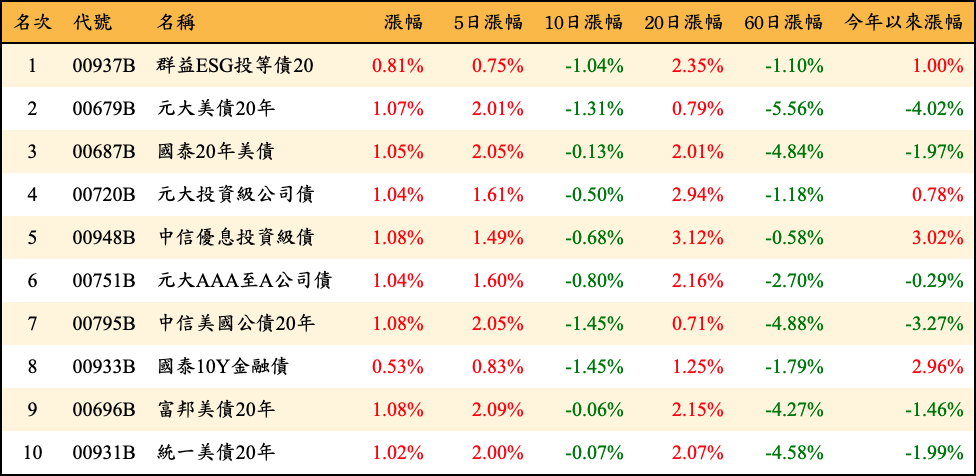 名次 代號 名稱 漲幅 5日漲幅 10日漲幅 20日漲幅 60日漲幅 今年以來漲幅
1 00937B 群益ESG投等債20 0.81% 0.75% -1.04% 2.35% -1.10% 1.00%
2 00679B 元大美債20年 1.07% 2.01% -1.31% 0.79% -5.56% -4.02%
3 00687B 國泰20年美債 1.05% 2.05% -0.13% 2.01% -4.84% -1.97%
4 00720B 元大投資級公司債 1.04% 1.61% -0.50% 2.94% -1.18% 0.78%
5 00948B 中信優息投資級債 1.08% 1.49% -0.68% 3.12% -0.58% 3.02%
6 00751B 元大AAA至A公司債 1.04% 1.60% -0.80% 2.16% -2.70% -0.29%
7 00795B 中信美國公債20年 1.08% 2.05% -1.45% 0.71% -4.88% -3.27%
8 00933B 國泰10Y金融債 0.53% 0.83% -1.45% 1.25% -1.79% 2.96%
9 00696B 富邦美債20年 1.08% 2.09% -0.06% 2.15% -4.27% -1.46%
10 00931B 統一美債20年 1.02% 2.00% -0.07% 2.07% -4.58% -1.99%